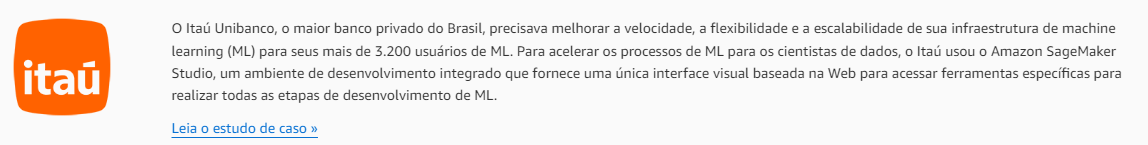 itaú
O Itaú Unibanco, o maior banco privado do Brasil, precisava melhorar a velocidade, a flexibilidade e a escalabilidade de sua infraestrutura de machine
learning (ML) para seus mais de 3.200 usuários de ML. Para acelerar os processos de ML para os cientistas de dados, o Itaú usou o Amazon SageMaker
Studio, um ambiente de desenvolvimento integrado que fornece uma única interface visual baseada na Web para acessar ferramentas específicas para
realizar todas as etapas de desenvolvimento de ML.
Leia o estudo de caso »